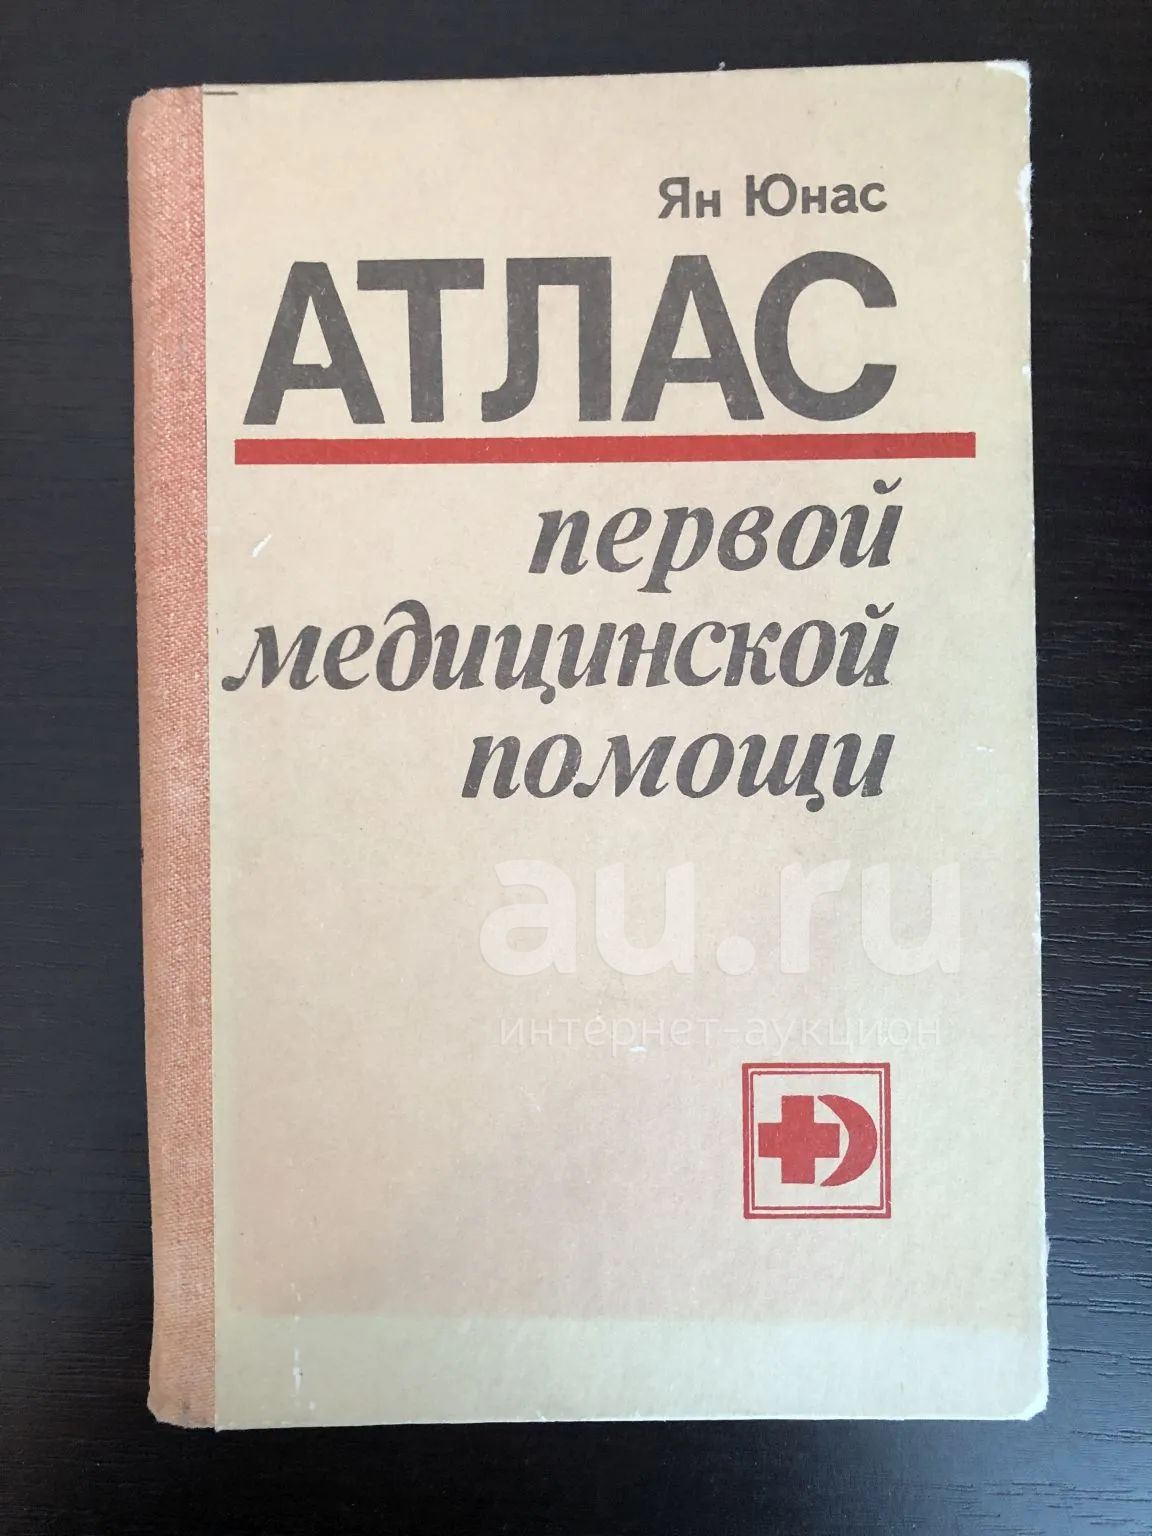 Ян Юнас
АТЛАС
первой
медицинской
помощи
au.ru
интернет-аукцион